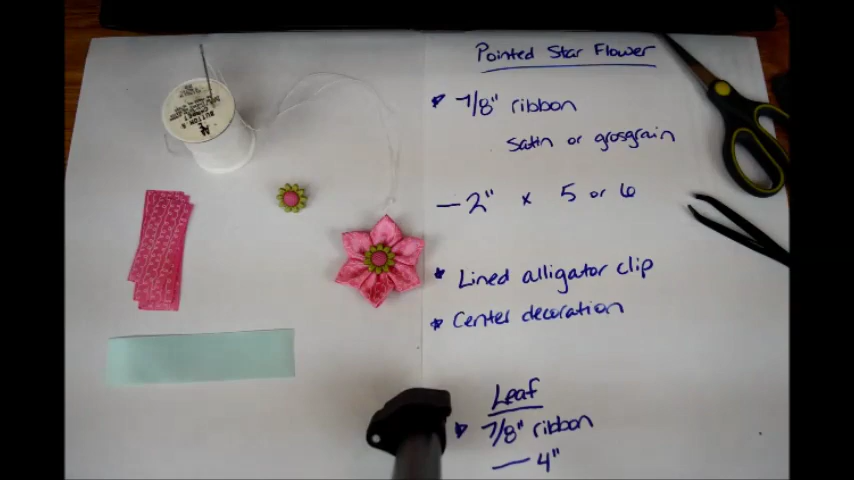 Pointed Star Flower
7/8" ribbon
satin or grosgrain
— 2" x 5 or 6
Lined alligator clip
Center decoration
Leaf
7/8" ribbon
— 4"
BUTTON &